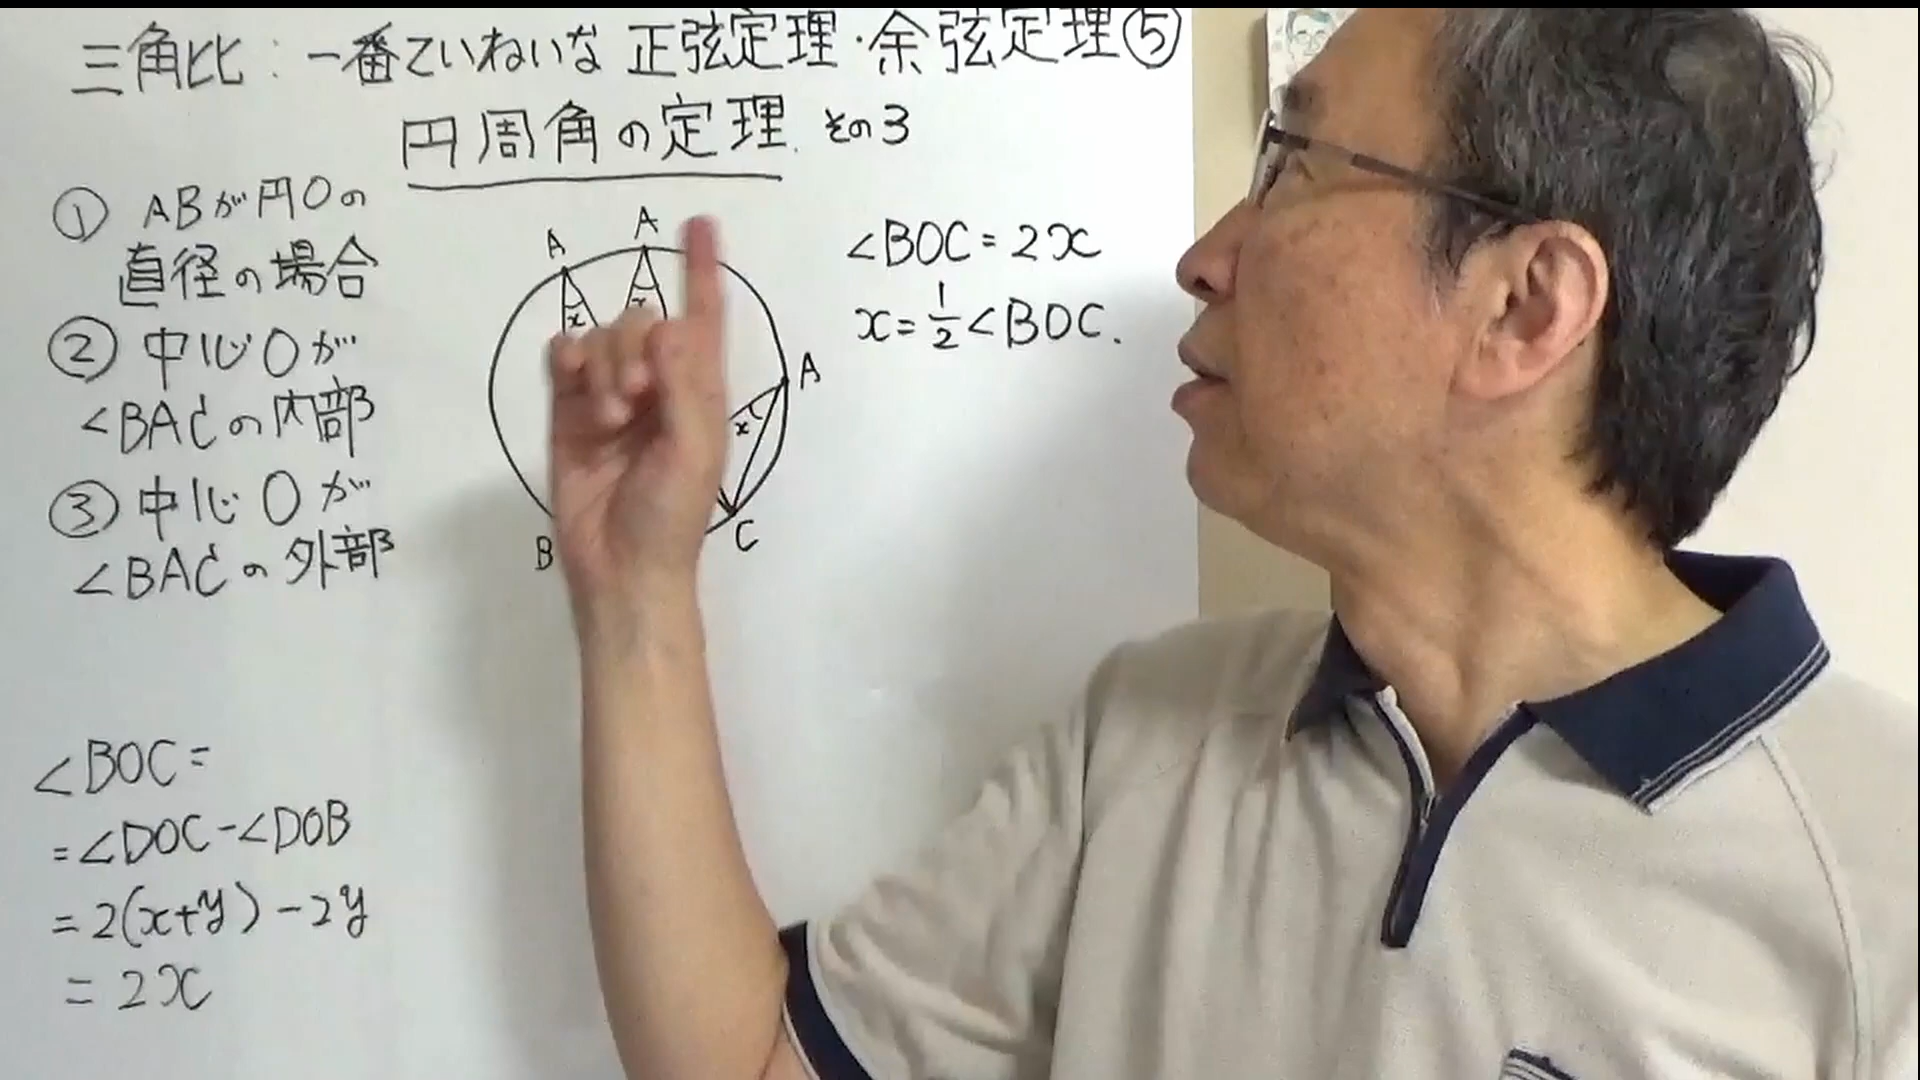 三角比：一番ていねいな 正弦定理・余弦定理⑤
円周角の定理 その3
① ABが円Oの
直径の場合
② 中心Oが
∠BACの内部
③ 中心Oが
∠BACの外部
A
A
x
x
A
x
B
C
∠BOC=2x
x=1/2∠BOC.
∠BOC=
=∠DOC-∠DOB
=2(x+y)-2y
=2x